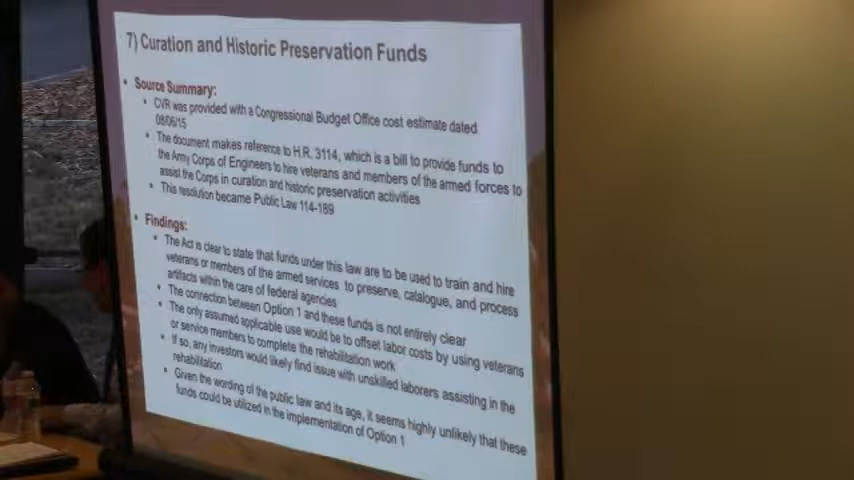 7) Curation and Historic Preservation Funds
• Source Summary:
• CVR was provided with a Congressional Budget Office cost estimate dated
08/06/15
• The document makes reference to H.R. 3114, which is a bill to provide funds to
the Army Corps of Engineers to hire veterans and members of the armed forces to
assist the Corps in curation and historic preservation activities
• This resolution became Public Law 114-189
• Findings:
• The Act is clear to state that funds under this law are to be used to train and hire
veterans or members of the armed services to preserve, catalogue, and process
artifacts within the care of federal agencies
• The connection between Option 1 and these funds is not entirely clear
• The only assumed applicable use would be to offset labor costs by using veterans
or service members to complete the rehabilitation work
• If so, any investors would likely find issue with unskilled laborers assisting in the
rehabilitation
• Given the wording of the public law and its age, it seems highly unlikely that these
funds could be utilized in the implementation of Option 1